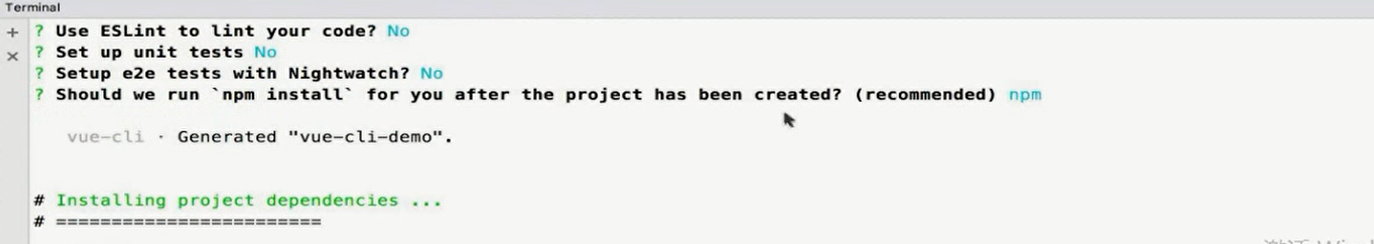 Terminal
? Use ESLint to lint your code? No
? Set up unit tests No
? Setup e2e tests with Nightwatch? No
? Should we run `npm install` for you after the project has been created? (recommended) npm
vue-cli · Generated "vue-cli-demo".
# Installing project dependencies ...
# ========================